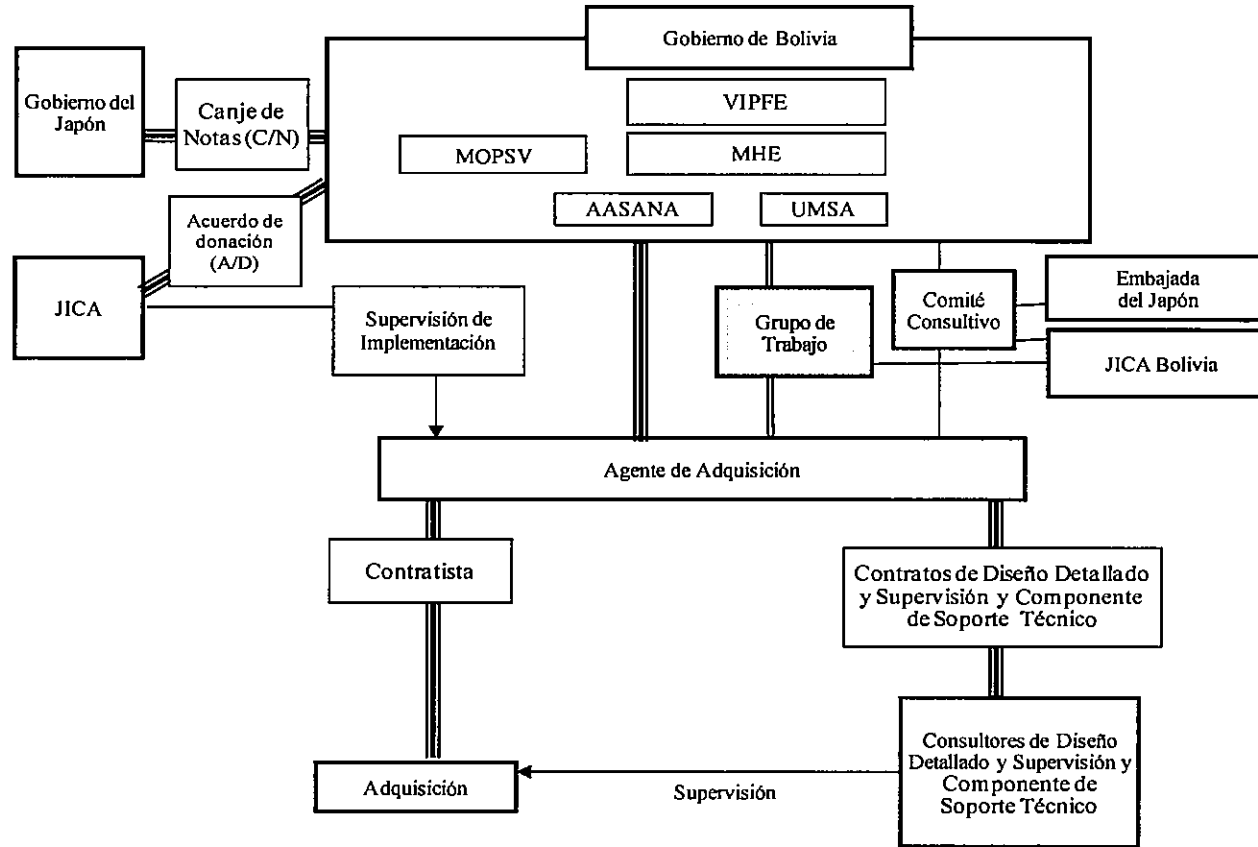 Gobierno de Bolivia
VIPFE
MOPSV
MHE
AASANA
UMSA
Gobierno del
Japón
Canje de
Notas (C/N)
Acuerdo de
donación
(A/D)
JICA
Supervisión de
Implementación
Grupo de
Trabajo
Comité
Consultivo
Embajada
del Japón
JICA Bolivia
Agente de Adquisición
Contratista
Contratos de Diseño Detallado
y Supervisión y Componente
de Soporte Técnico
Consultores de Diseño
Detallado y Supervisión y
Componente de
Soporte Técnico
Adquisición
Supervisión